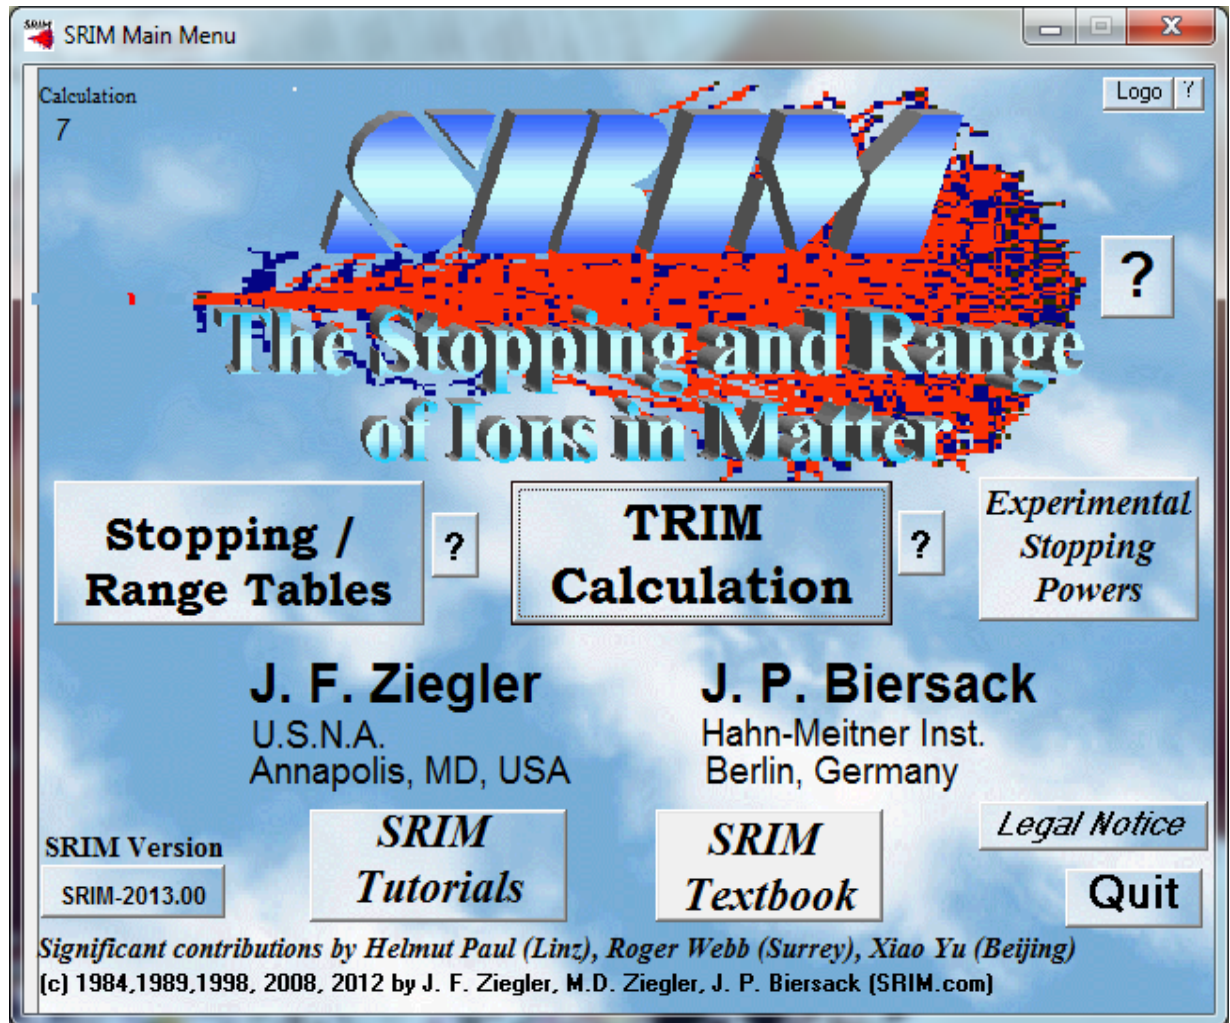 SRIM
SRIM Main Menu
Calculation
7
Logo ?
SRIM
?
The Stopping and Range
of Ions in Matter
Stopping /
Range Tables
?
TRIM
Calculation
?
Experimental
Stopping
Powers
J. F. Ziegler
U.S.N.A.
Annapolis, MD, USA
J. P. Biersack
Hahn-Meitner Inst.
Berlin, Germany
SRIM Version
SRIM-2013.00
SRIM
Tutorials
SRIM
Textbook
Legal Notice
Quit
Significant contributions by Helmut Paul (Linz), Roger Webb (Surrey), Xiao Yu (Beijing)
(c) 1984,1989,1998, 2008, 2012 by J. F. Ziegler, M.D. Ziegler, J. P. Biersack (SRIM.com)